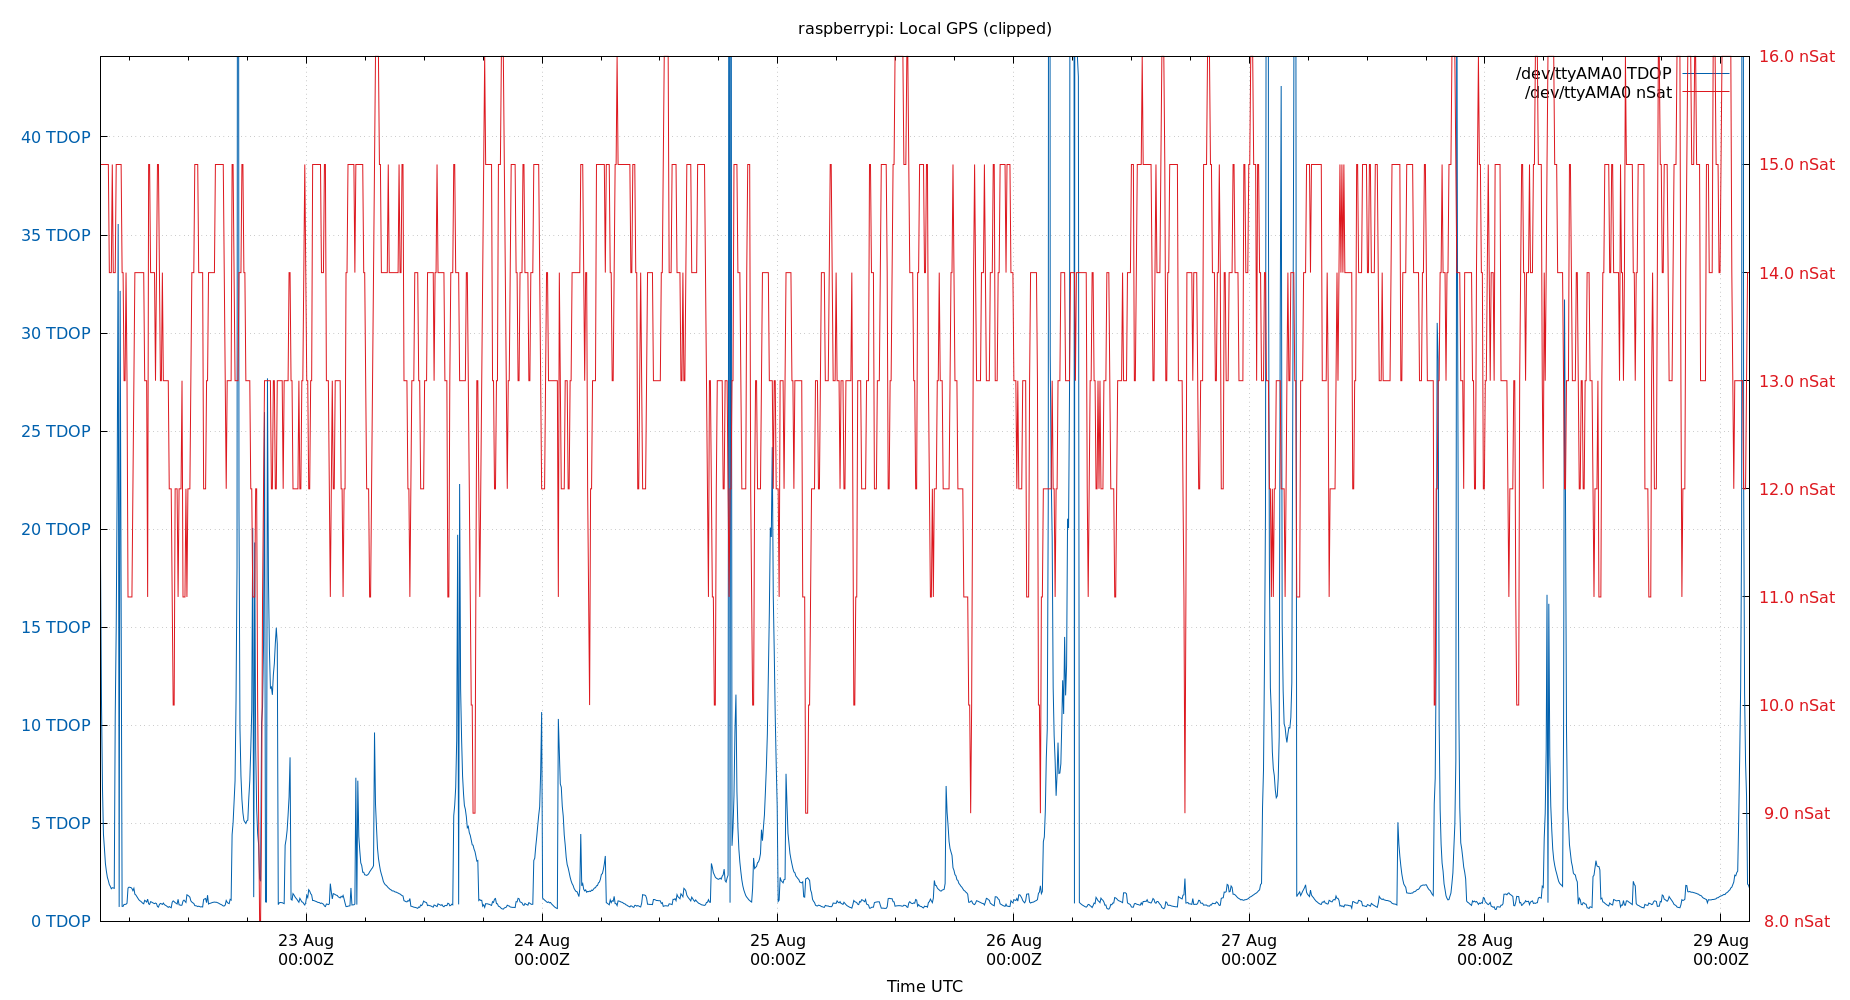 raspberrypi: Local GPS (clipped)
16.0 nSat
/dev/ttyAMA0 TDOP
/dev/ttyAMA0 nSat
40 TDOP
15.0 nSat
35 TDOP
14.0 nSat
30 TDOP
13.0 nSat
25 TDOP
12.0 nSat
20 TDOP
11.0 nSat
15 TDOP
10.0 nSat
10 TDOP
9.0 nSat
5 TDOP
0 TDOP
8.0 nSat
23 Aug 24 Aug 25 Aug 26 Aug 27 Aug 28 Aug 29 Aug
00:00Z 00:00Z 00:00Z 00:00Z 00:00Z 00:00Z 00:00Z
Time UTC